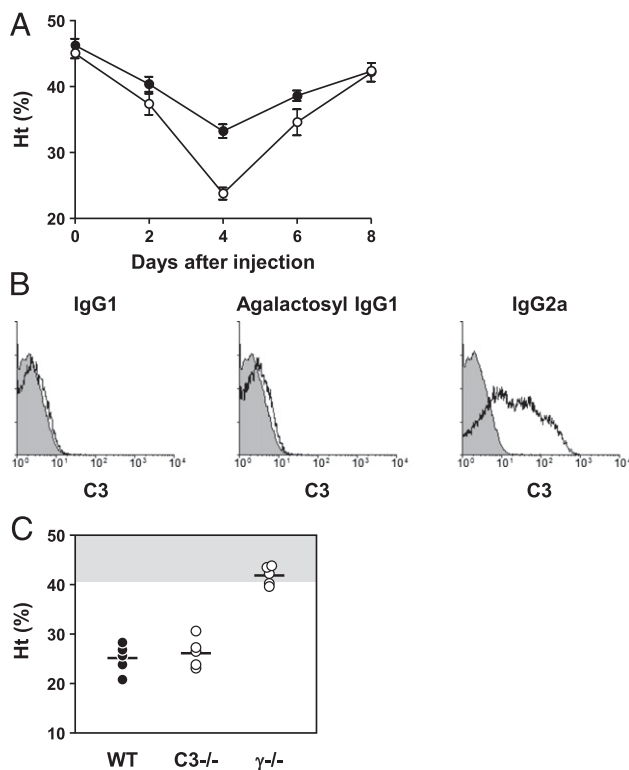 A
50
40
30
20
Ht (%)
0 2 4 6 8
Days after injection
B
IgG1 Agalactosyl IgG1 IgG2a
10⁰ 10¹ 10² 10³ 10⁴ 10⁰ 10¹ 10² 10³ 10⁴ 10⁰ 10¹ 10² 10³ 10⁴
C3 C3 C3
C
50
40
30
20
10
Ht (%)
WT C3-/- γ-/-